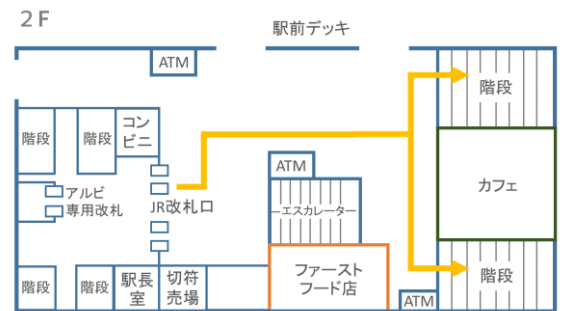 2F
駅前デッキ
ATM
階段
階段
階段
コン
ビニ
ATM
カフェ
アルビ
専用改札
JR改札口
エスカレーター
ファースト
フード店
階段
階段
階段
駅長
室
切符
売場
ATM